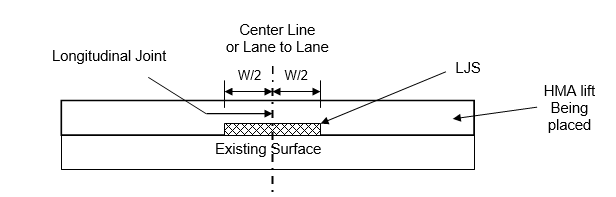 Center Line
or Lane to Lane
Longitudinal Joint
W/2
W/2
LJS
HMA lift
Being
placed
Existing Surface